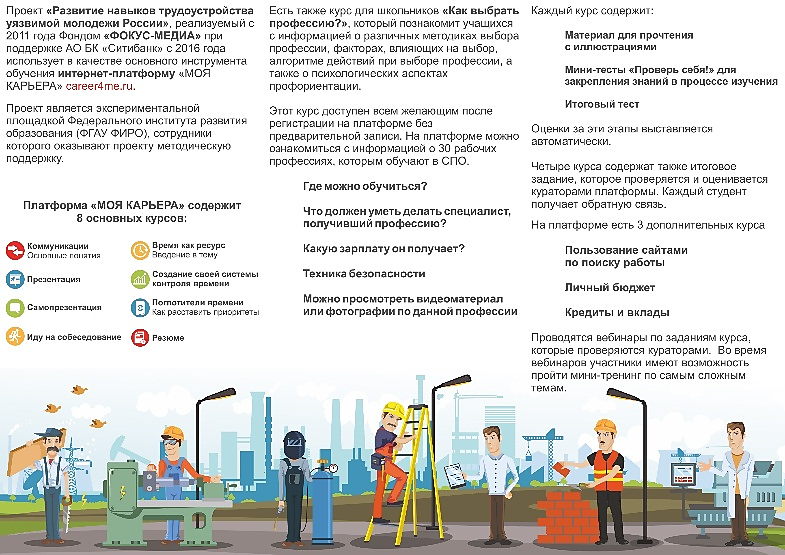 Проект «Развитие навыков трудоустройства
уязвимой молодежи России», реализуемый с
2011 года Фондом «ФОКУС-МЕДИА» при
поддержке АО БК «Ситибанк» с 2016 года
использует в качестве основного инструмента
обучения интернет-платформу «МОЯ
КАРЬЕРА» career4me.ru.
Проект является экспериментальной
площадкой Федерального института развития
образования (ФГАУ ФИРО), сотрудники
которого оказывают проекту методическую
поддержку.
Платформа «МОЯ КАРЬЕРА» содержит
8 основных курсов:
Коммуникации
Основные понятия
Презентация
Самопрезентация
Иду на собеседование
Время как ресурс
Введение в тему
Создание своей системы
контроля времени
Поглотители времени
Как расставить приоритеты
Резюме
Есть также курс для школьников «Как выбрать
профессию?», который познакомит учащихся
с информацией о различных методиках выбора
профессии, факторах, влияющих на выбор,
алгоритме действий при выборе профессии, а
также о психологических аспектах
профориентации.
Этот курс доступен всем желающим после
регистрации на платформе без
предварительной записи. На платформе можно
ознакомиться с информацией о 30 рабочих
профессиях, которым обучают в СПО.
Где можно обучиться?
Что должен уметь делать специалист,
получивший профессию?
Какую зарплату он получает?
Техника безопасности
Можно просмотреть видеоматериал
или фотографии по данной профессии
Каждый курс содержит:
Материал для прочтения
с иллюстрациями
Мини-тесты «Проверь себя!» для
закрепления знаний в процессе изучения
Итоговый тест
Оценки за эти этапы выставляется
автоматически.
Четыре курса содержат также итоговое
задание, которое проверяется и оценивается
кураторами платформы. Каждый студент
получает обратную связь.
На платформе есть 3 дополнительных курса
Пользование сайтами
по поиску работы
Личный бюджет
Кредиты и вклады
Проводятся вебинары по заданиям курса,
которые проверяются кураторами. Во время
вебинаров участники имеют возможность
пройти мини-тренинг по самым сложным
темам.